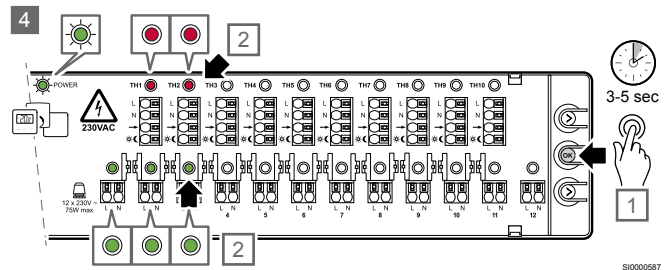 4
2
POWER
TH1 TH2 TH3 TH4 TH5 TH6 TH7 TH8 TH9 TH10
L
N
230VAC
3-5 sec
OK
12 x 230V ~
75W max
L N L N L N L N L N L N L N L N L N L N L N
4 5 6 7 8 9 10 11 12
1
2
SI0000587